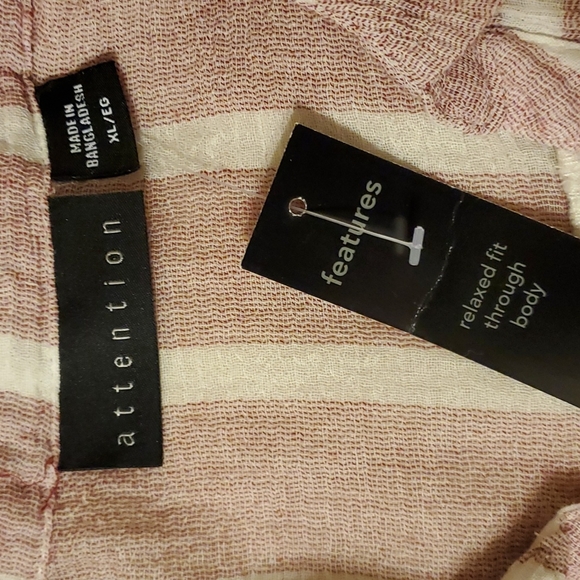 MADE IN
BANGLADESH
XL/EG
attention
features
relaxed fit
through
body